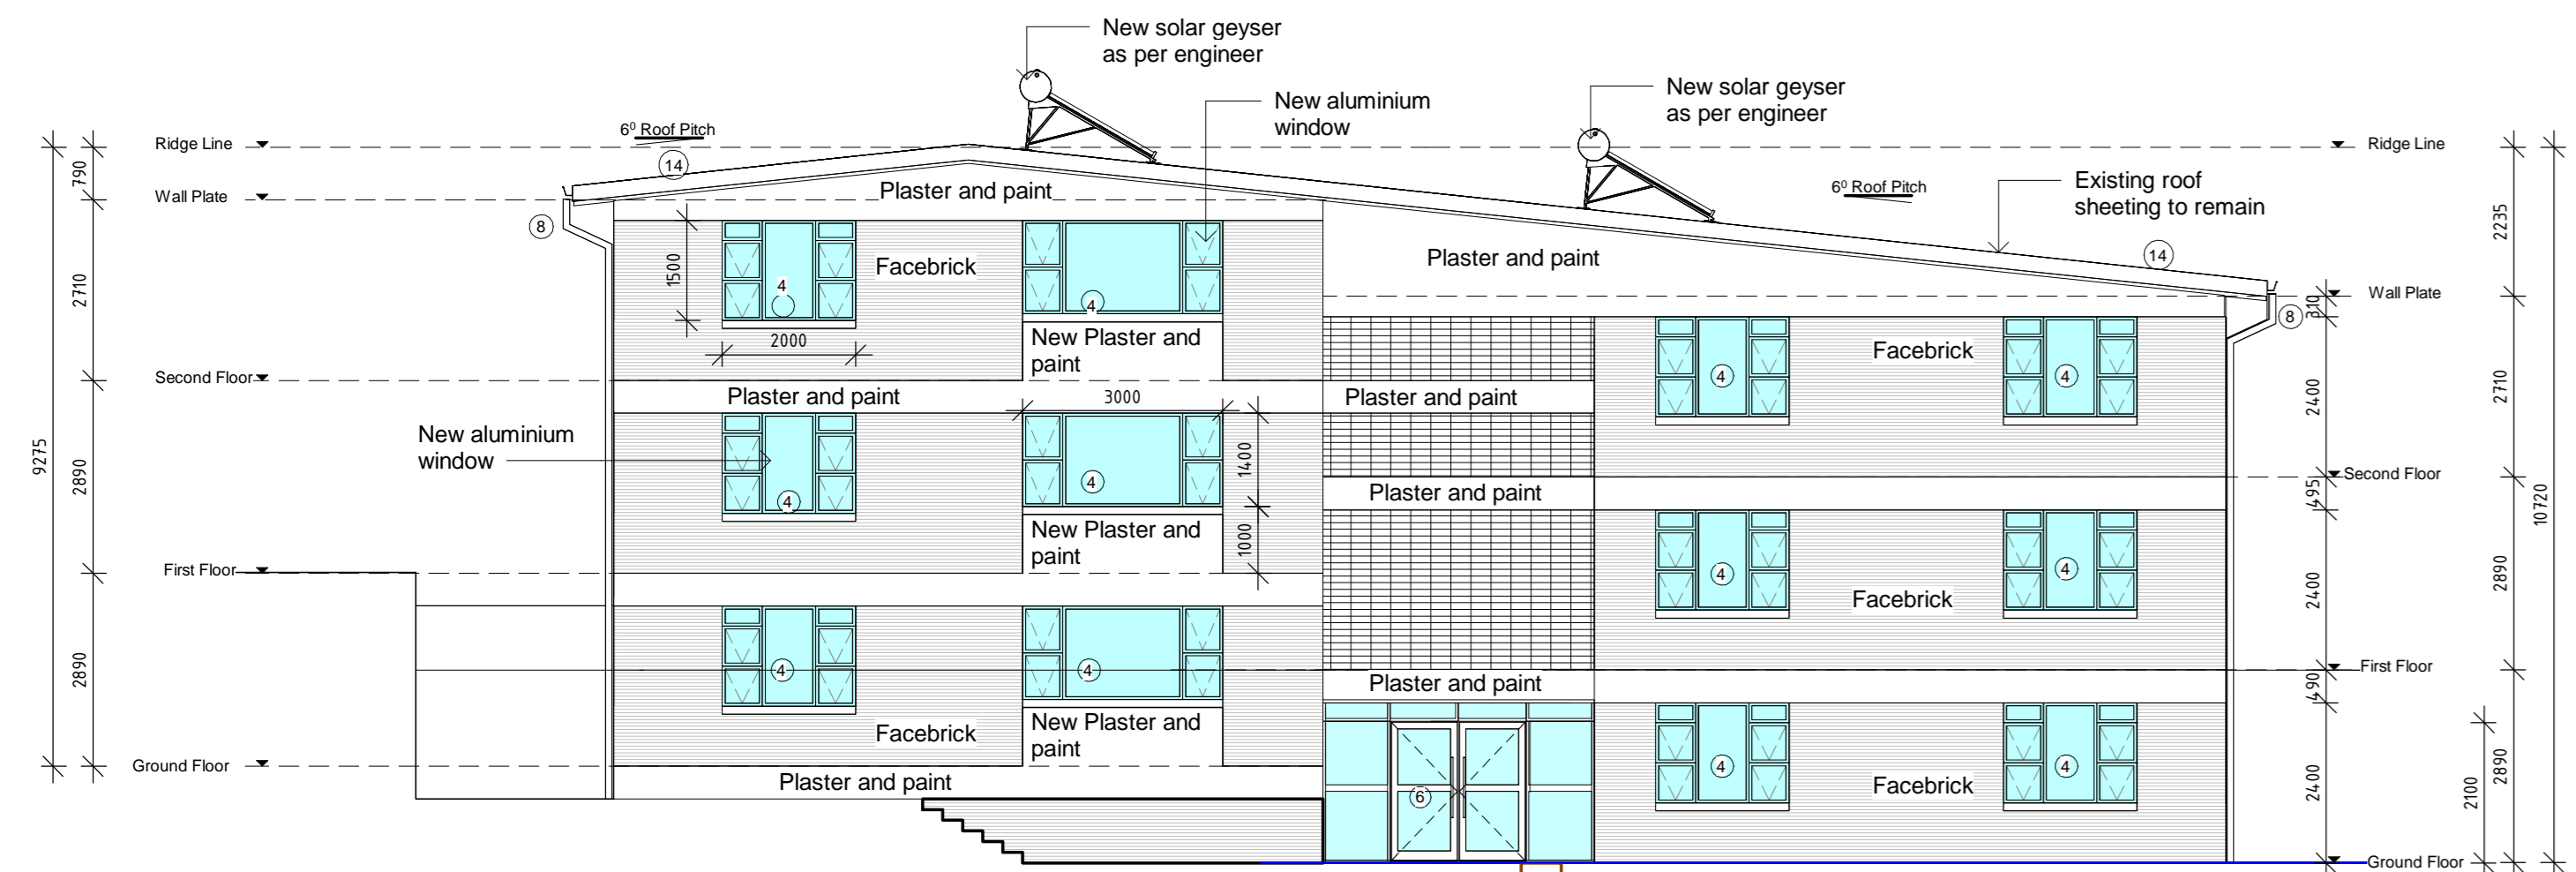 New solar geyser
as per engineer
New solar geyser
as per engineer
New aluminium
window
6⁰ Roof Pitch
Ridge Line
Ridge Line
14
790
Wall Plate
Plaster and paint
6⁰ Roof Pitch
Existing roof
sheeting to remain
2235
8
1500
4
Facebrick
4
Plaster and paint
14
Wall Plate
310
8
2710
2000
New Plaster and
paint
Facebrick
4
4
Second Floor
Plaster and paint
3000
Plaster and paint
2400
2710
9275
New aluminium
window
2890
4
4
1400
Plaster and paint
Second Floor
495
10720
New Plaster and
paint
1000
First Floor
4
4
Facebrick
2400
2890
2890
4
4
Plaster and paint
First Floor
490
Facebrick
New Plaster and
paint
4
4
Ground Floor
Plaster and paint
6
Facebrick
2400
2100
2890
Ground Floor